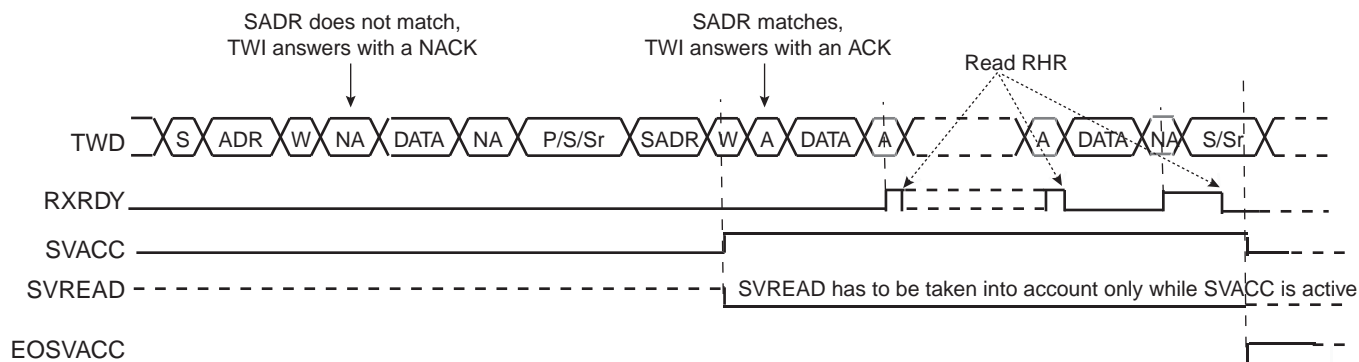 SADR does not match,
TWI answers with a NACK
SADR matches,
TWI answers with an ACK
Read RHR
TWD S ADR W NA DATA NA P/S/Sr SADR W A DATA A A DATA NA S/Sr
RXRDY
SVACC
SVREAD SVREAD has to be taken into account only while SVACC is active
EOSVACC